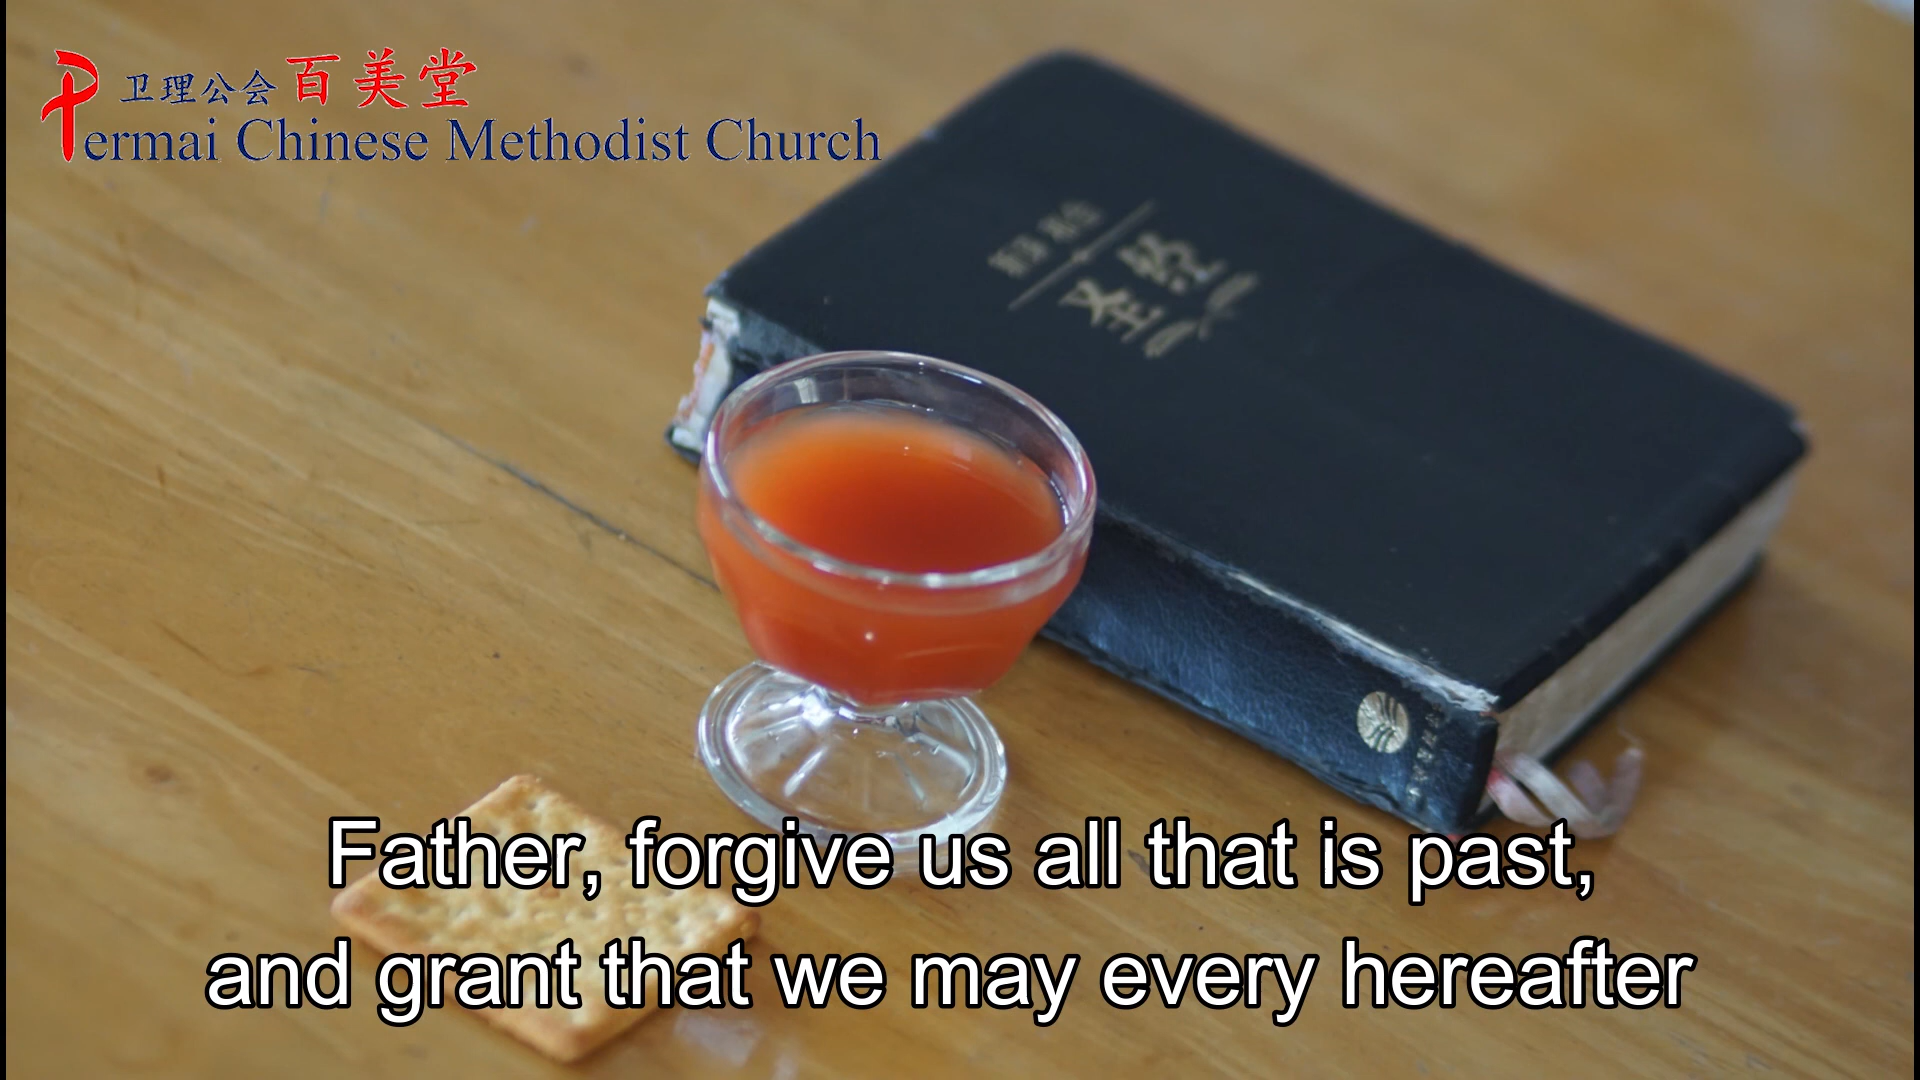 卫理公会 百美堂
Permai Chinese Methodist Church
圣经
Father, forgive us all that is past,
and grant that we may every hereafter